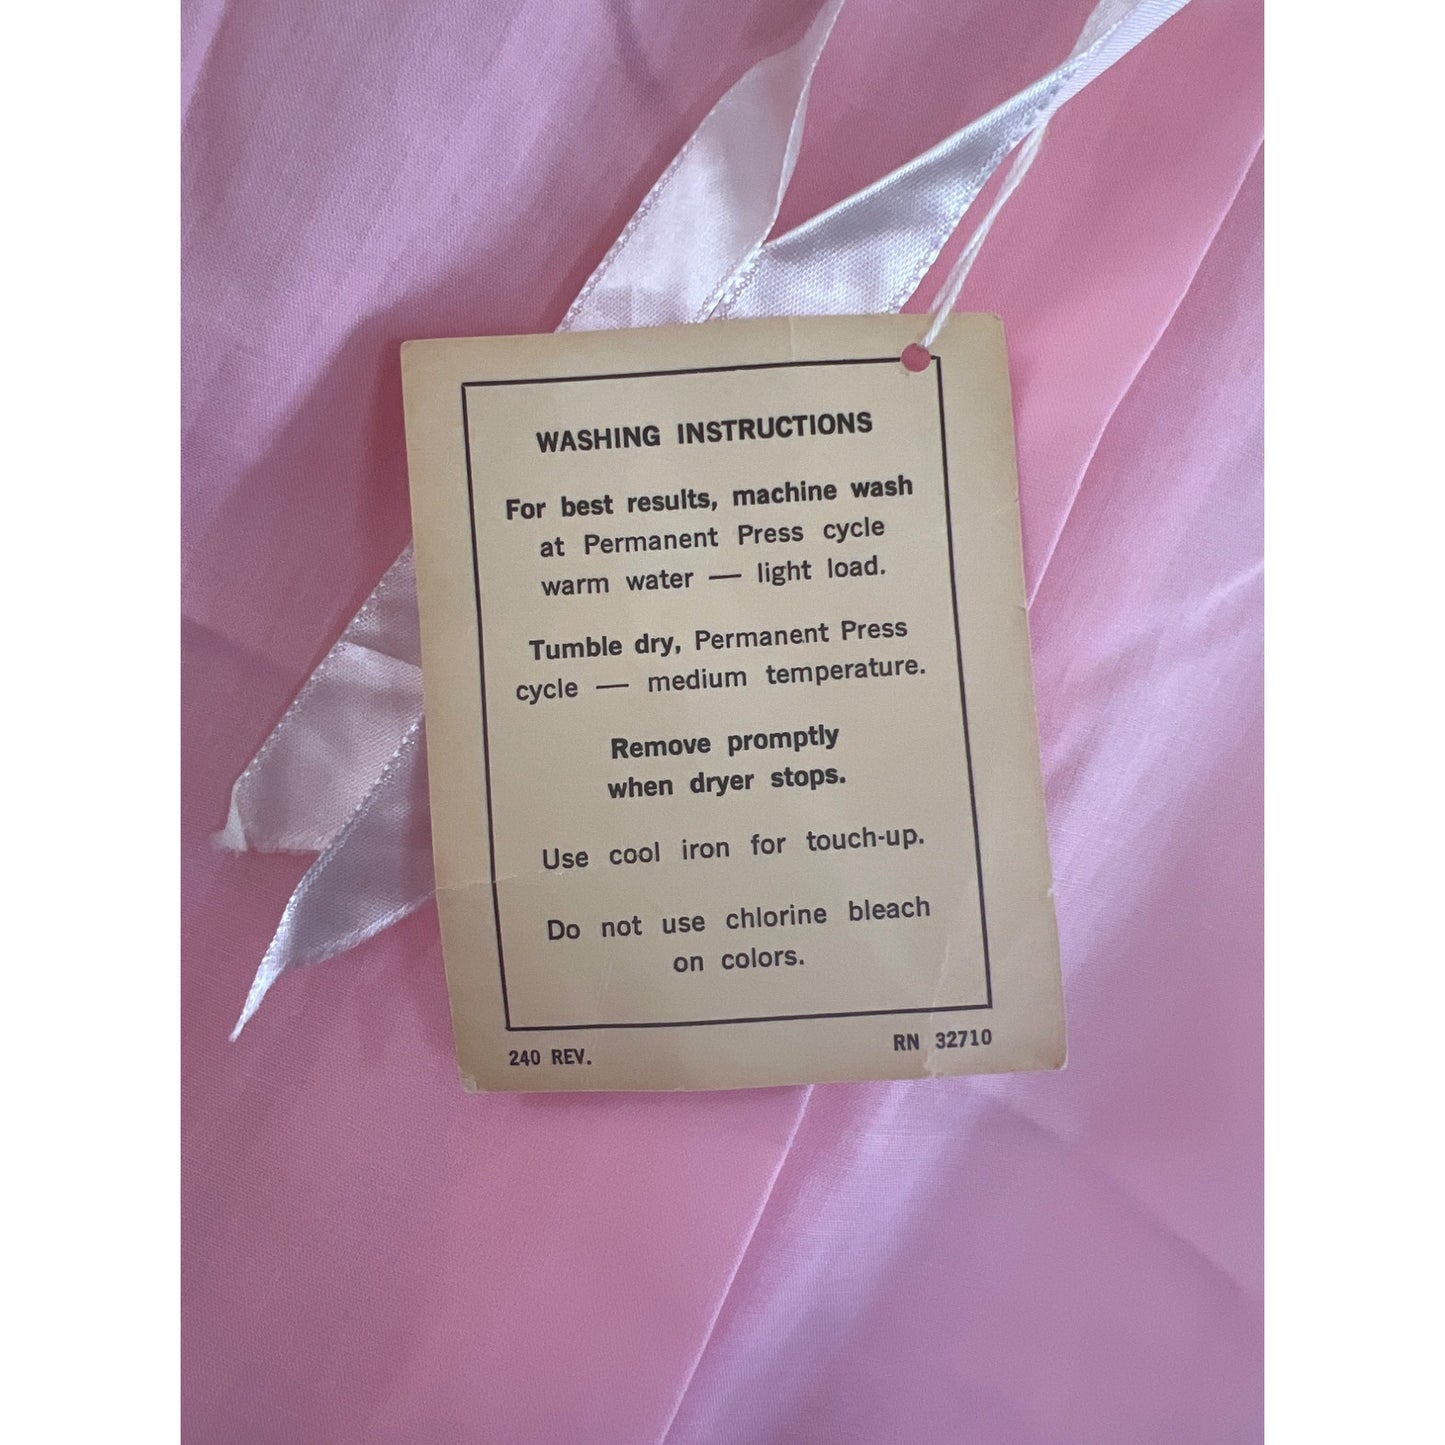 WASHING INSTRUCTIONS
For best results, machine wash
at Permanent Press cycle
warm water — light load.
Tumble dry, Permanent Press
cycle — medium temperature.
Remove promptly
when dryer stops.
Use cool iron for touch-up.
Do not use chlorine bleach
on colors.
240 REV. RN 32710